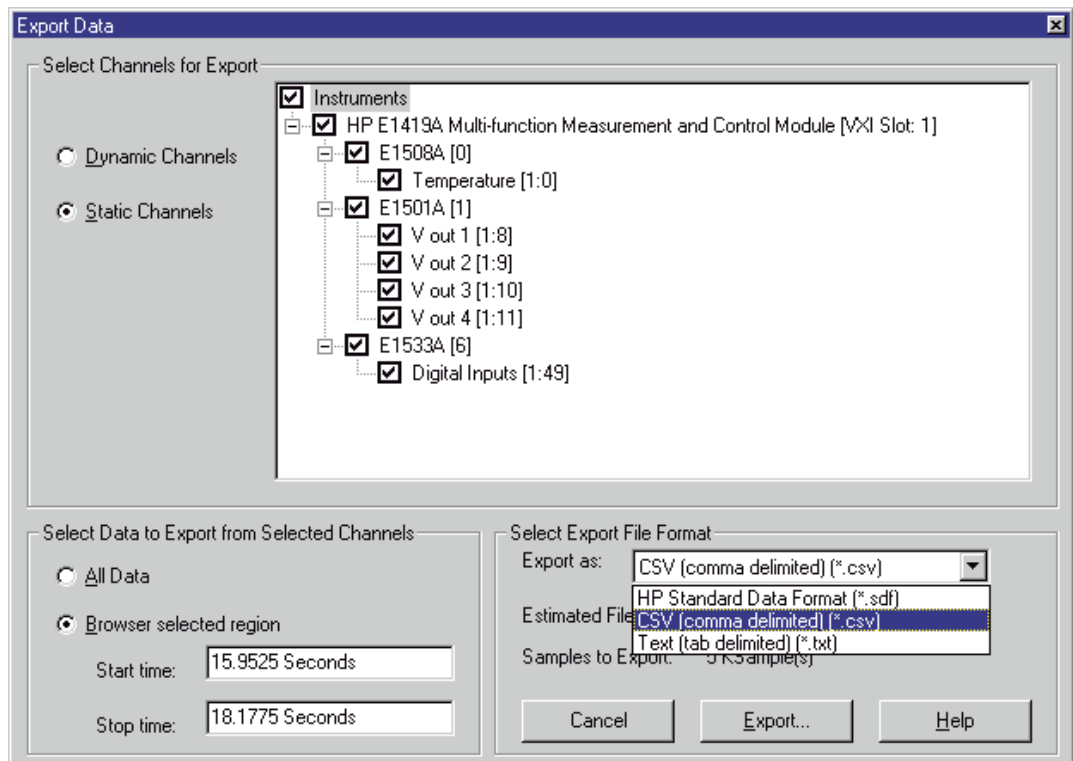 Export Data
Select Channels for Export
Dynamic Channels
Static Channels
Instruments
HP E1419A Multi-function Measurement and Control Module [VXI Slot: 1]
E1508A [0]
Temperature [1:0]
E1501A [1]
V out 1 [1:8]
V out 2 [1:9]
V out 3 [1:10]
V out 4 [1:11]
E1533A [6]
Digital Inputs [1:49]
Select Data to Export from Selected Channels
All Data
Browser selected region
Start time: 15.9525 Seconds
Stop time: 18.1775 Seconds
Select Export File Format
Export as: CSV (comma delimited) (*.csv)
HP Standard Data Format (*.sdf)
Estimated File
CSV (comma delimited) (*.csv)
Text (tab delimited) (*.txt)
Samples to Export: 5 KSample(s)
Cancel
Export...
Help